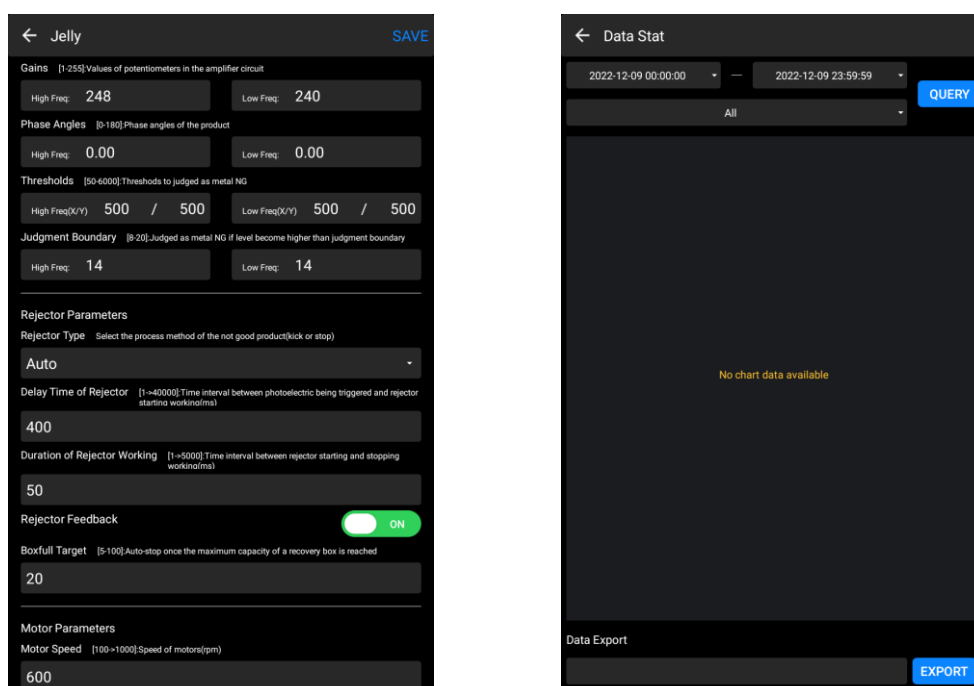 Jelly SAVE
Gains [1-255]:Values of potentiometers in the amplifier circuit
High Freq: 248 Low Freq: 240
Phase Angles [0-180]:Phase angles of the product
High Freq: 0.00 Low Freq: 0.00
Thresholds [50-6000]:Threshods to judged as metal NG
High Freq(X/Y) 500 / 500 Low Freq(X/Y) 500 / 500
Judgment Boundary [8-20]:Judged as metal NG if level become higher than judgment boundary
High Freq: 14 Low Freq: 14
Rejector Parameters
Rejector Type Select the process method of the not good product(kick or stop)
Auto
Delay Time of Rejector [1->40000]:Time interval between photoelectric being triggered and rejector
starting working(ms)
400
Duration of Rejector Working [1->5000]:Time interval between rejector starting and stopping
working(ms)
50
Rejector Feedback ON
Boxfull Target [5-100]:Auto-stop once the maximum capacity of a recovery box is reached
20
Motor Parameters
Motor Speed [100->1000]:Speed of motors(rpm)
600
Data Stat
2022-12-09 00:00:00 — 2022-12-09 23:59:59
QUERY
All
No chart data available
Data Export
EXPORT